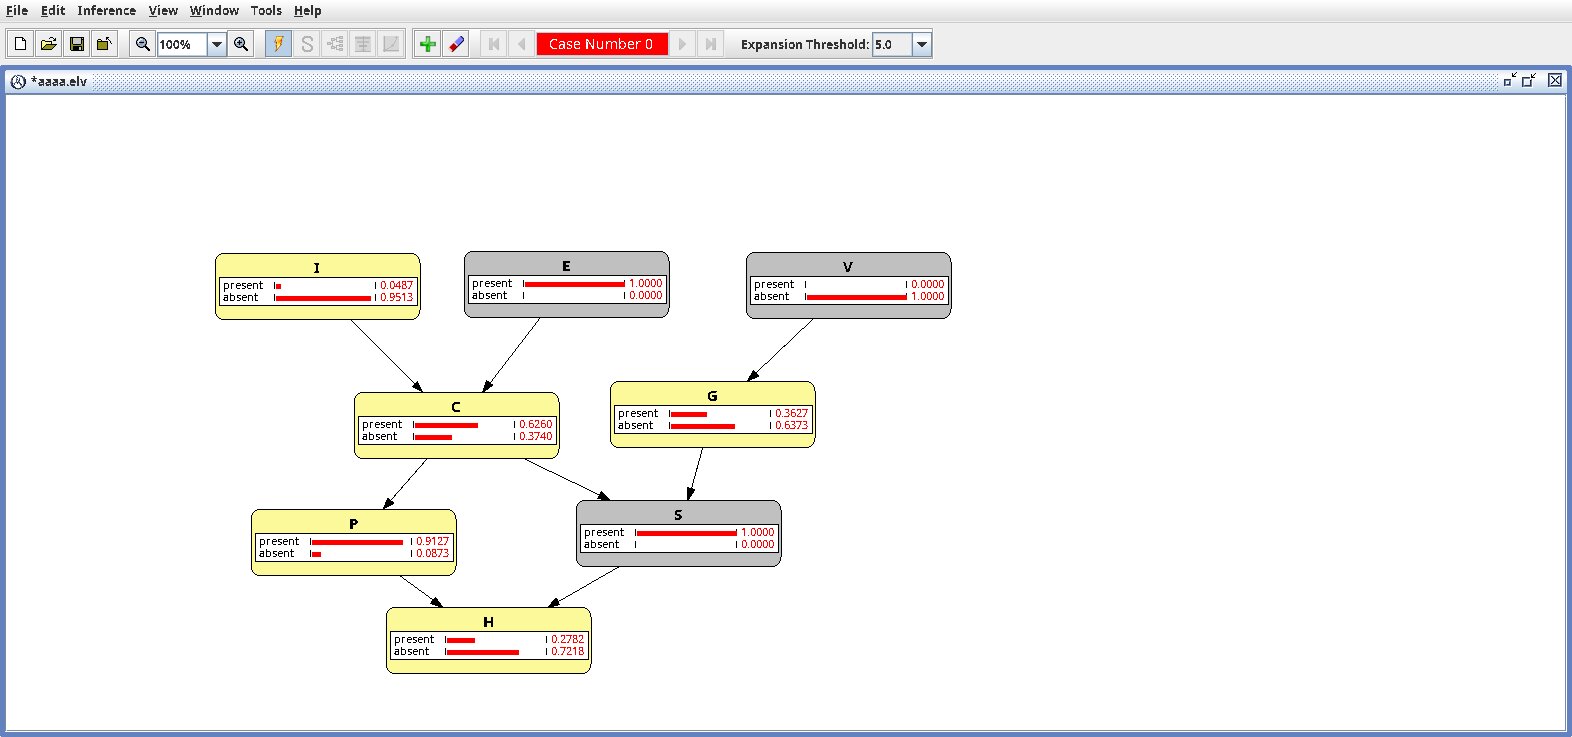 File Edit Inference View Window Tools Help
100% Case Number 0 Expansion Threshold: 5.0
*aaaa.elv
I
present 0.0487
absent 0.9513
E
present 1.0000
absent 0.0000
V
present 0.0000
absent 1.0000
C
present 0.6260
absent 0.3740
G
present 0.3627
absent 0.6373
P
present 0.9127
absent 0.0873
S
present 1.0000
absent 0.0000
H
present 0.2782
absent 0.7218